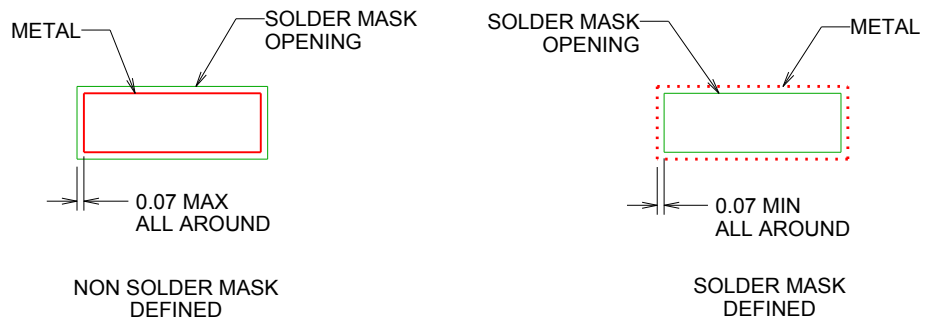 METAL
SOLDER MASK
OPENING
0.07 MAX
ALL AROUND
NON SOLDER MASK
DEFINED
SOLDER MASK
OPENING
METAL
0.07 MIN
ALL AROUND
SOLDER MASK
DEFINED